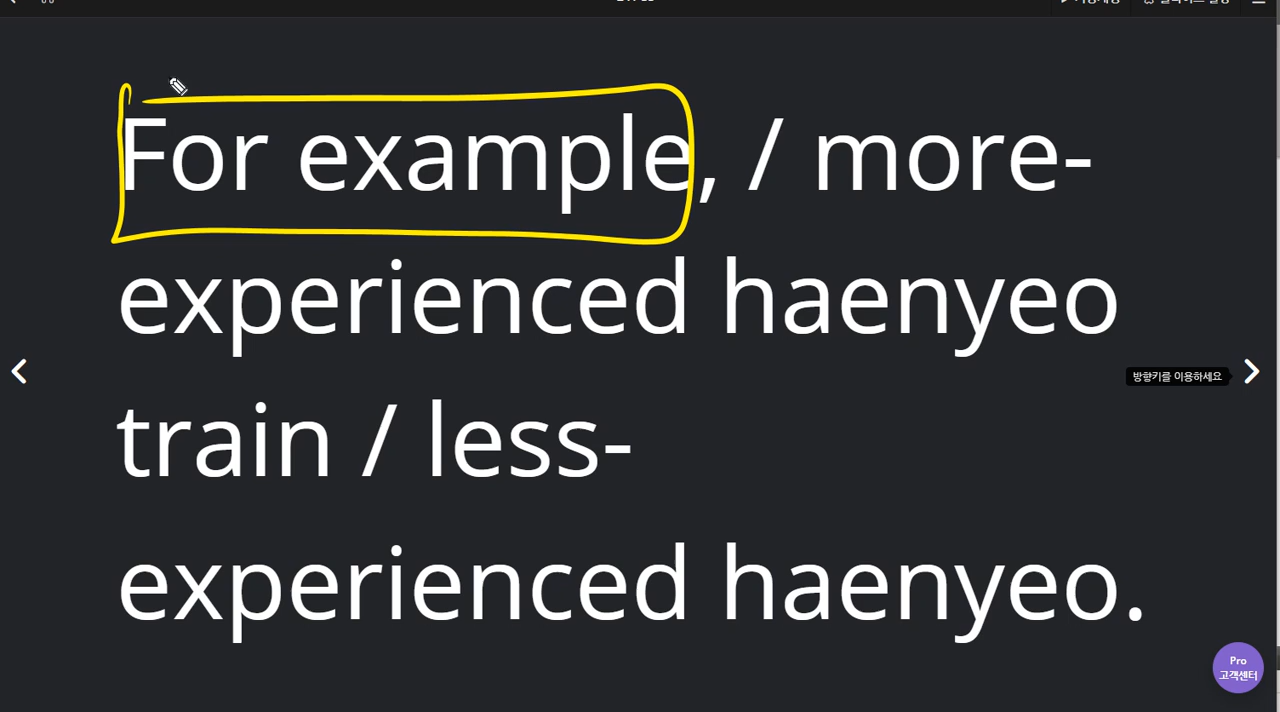 For example, / more-
experienced haenyeo
방향키를 이용하세요
train / less-
experienced haenyeo.
Pro
고객센터